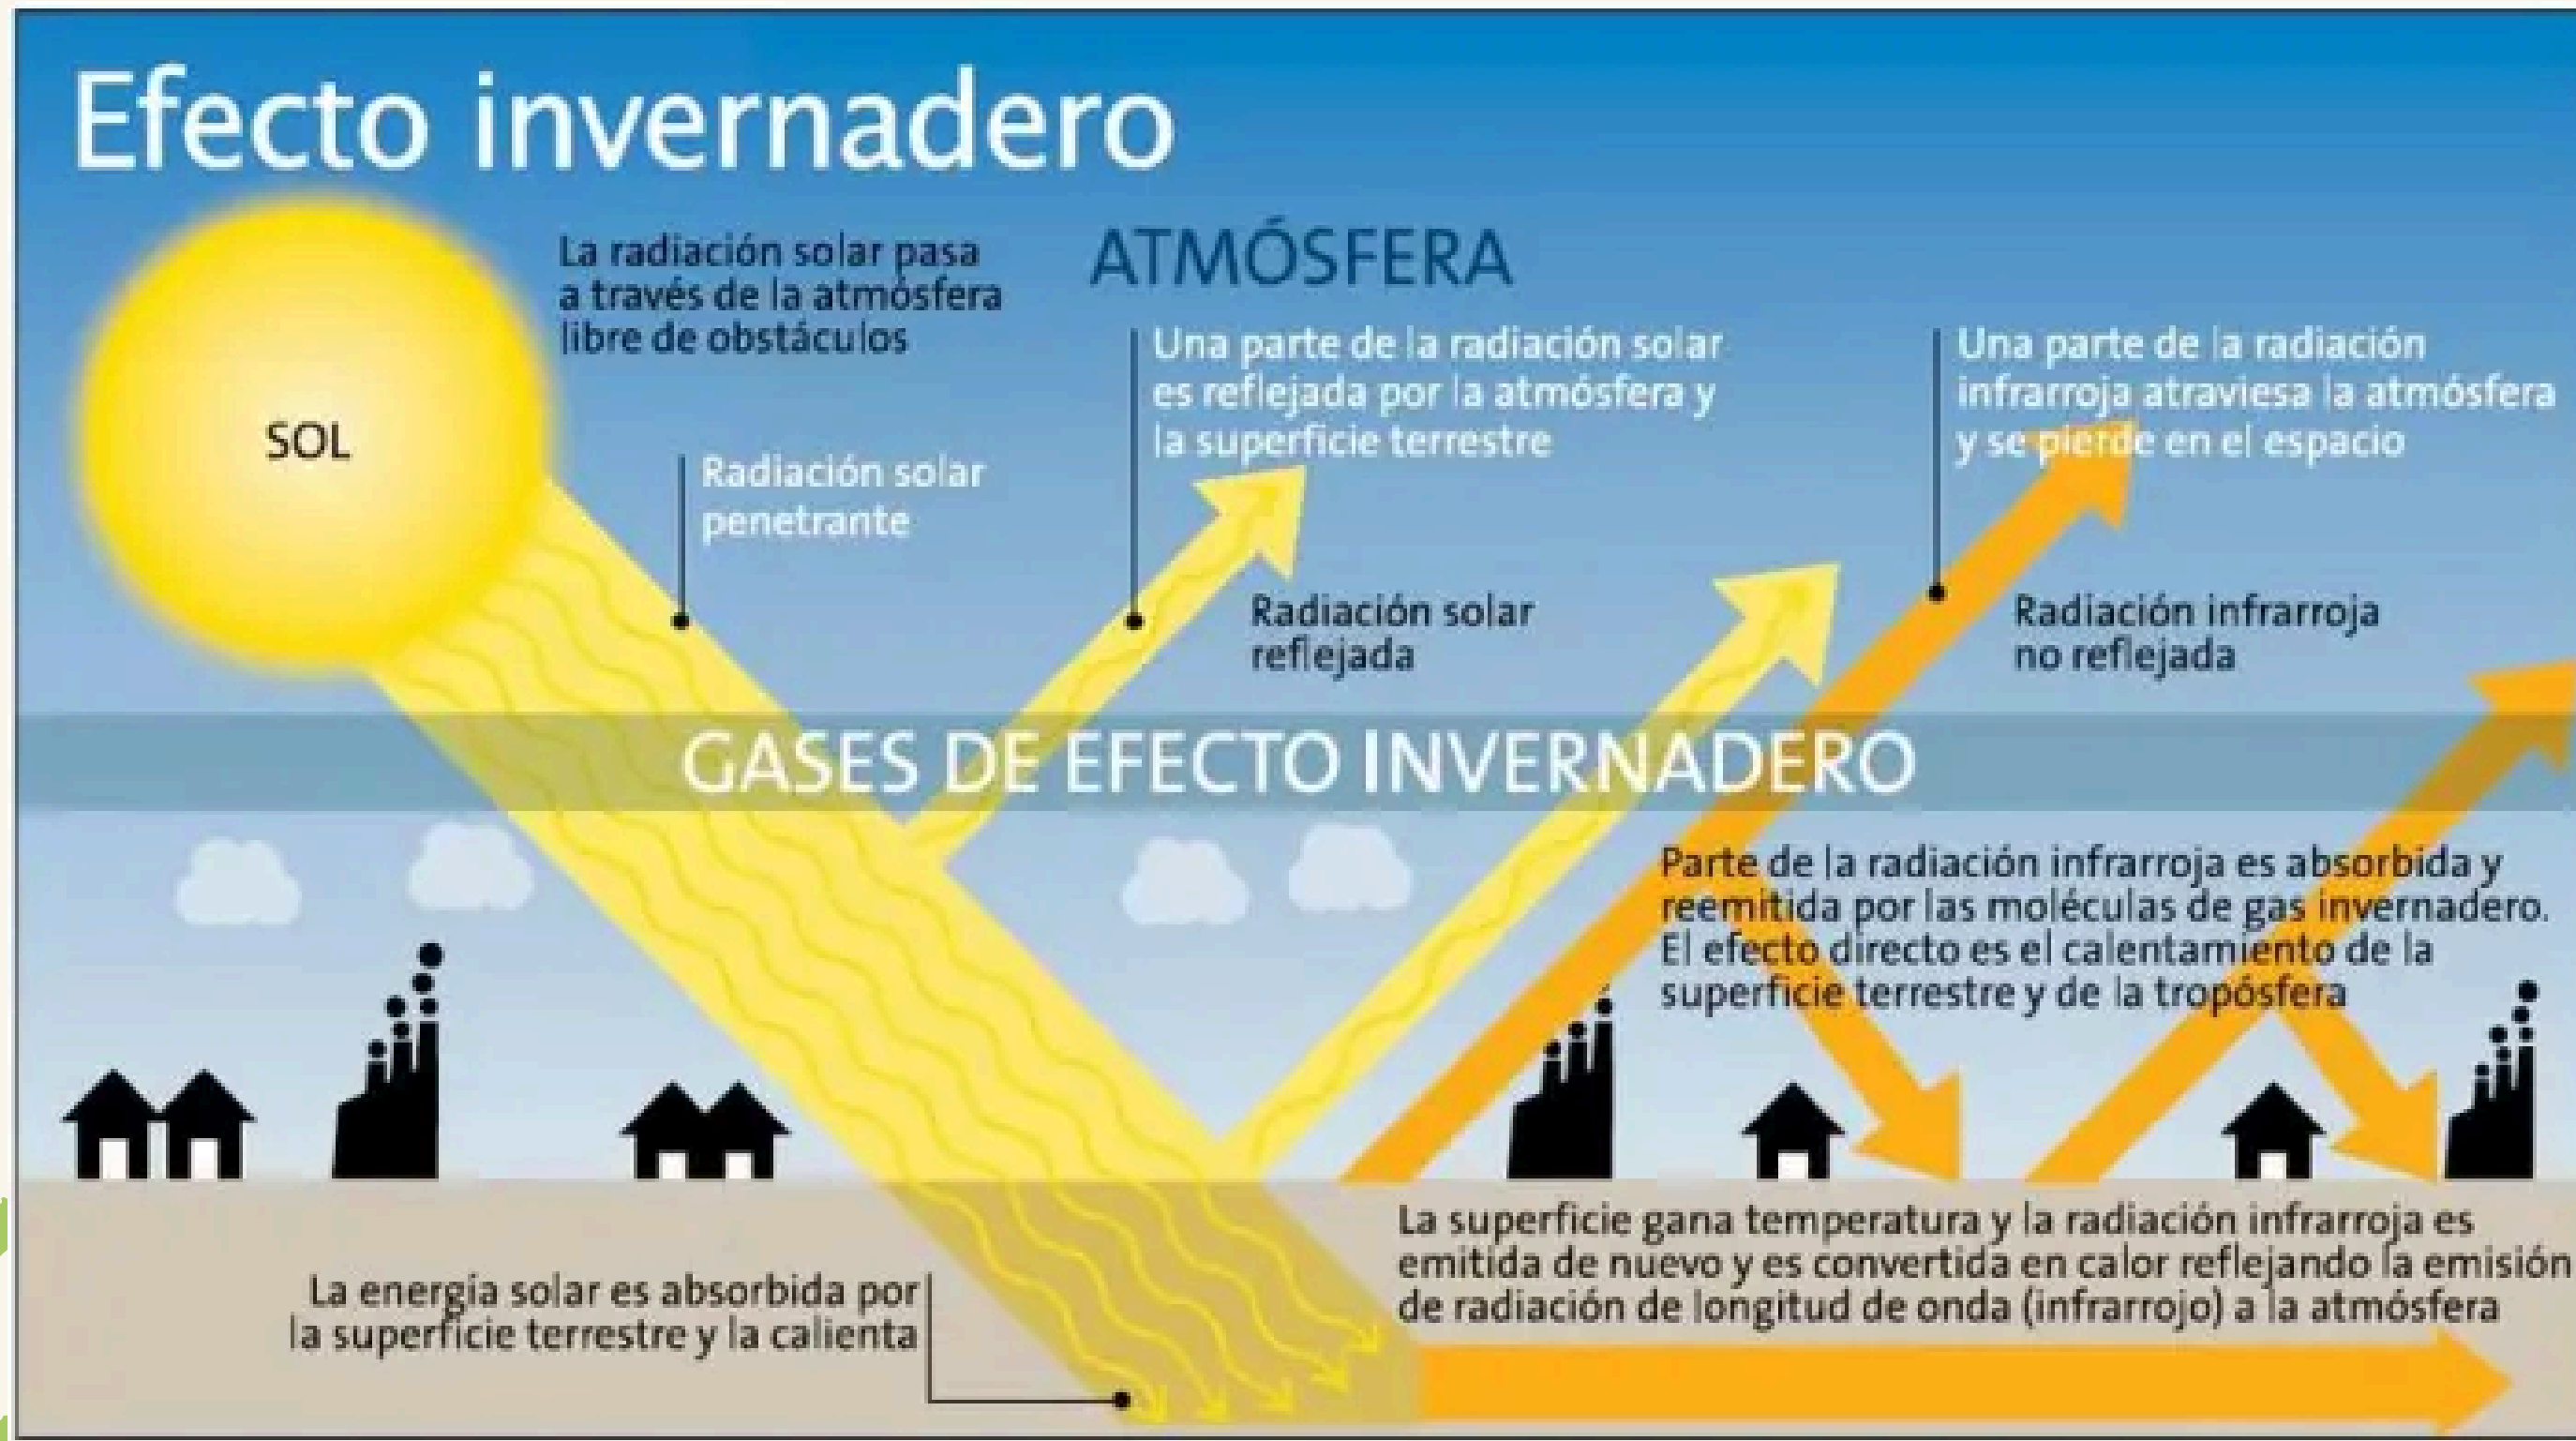 Efecto invernadero
SOL
La radiación solar pasa
a través de la atmósfera
libre de obstáculos
ATMÓSFERA
Radiación solar
penetrante
Una parte de la radiación solar
es reflejada por la atmósfera y
la superficie terrestre
Radiación solar
reflejada
Una parte de la radiación
infrarroja atraviesa la atmósfera
y se pierde en el espacio
Radiación infrarroja
no reflejada
GASES DE EFECTO INVERNADERO
Parte de la radiación infrarroja es absorbida y
reemitida por las moléculas de gas invernadero.
El efecto directo es el calentamiento de la
superficie terrestre y de la tropósfera
La energía solar es absorbida por
la superficie terrestre y la calienta
La superficie gana temperatura y la radiación infrarroja es
emitida de nuevo y es convertida en calor reflejando la emisión
de radiación de longitud de onda (infrarrojo) a la atmósfera